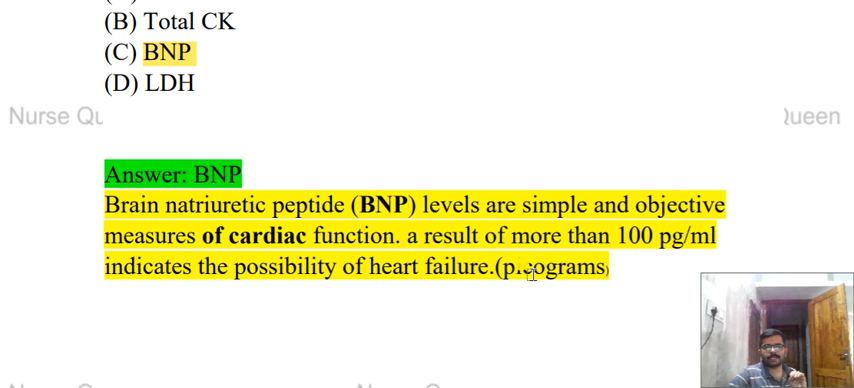 (B) Total CK
(C) BNP
(D) LDH
Nurse Qu
Queen
Answer: BNP
Brain natriuretic peptide (BNP) levels are simple and objective
measures of cardiac function. a result of more than 100 pg/ml
indicates the possibility of heart failure.(picograms)